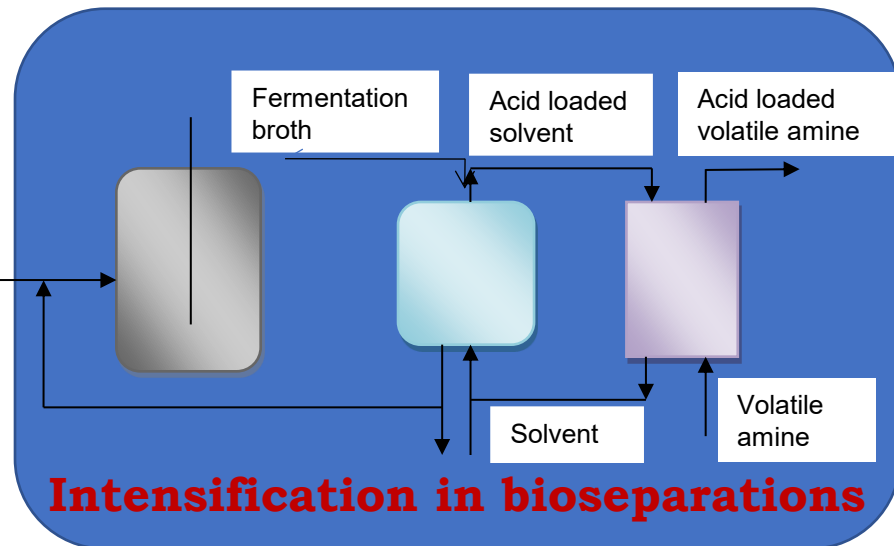 Fermentation
broth
Acid loaded
solvent
Acid loaded
volatile amine
Solvent
Volatile
amine
Intensification in bioseparations